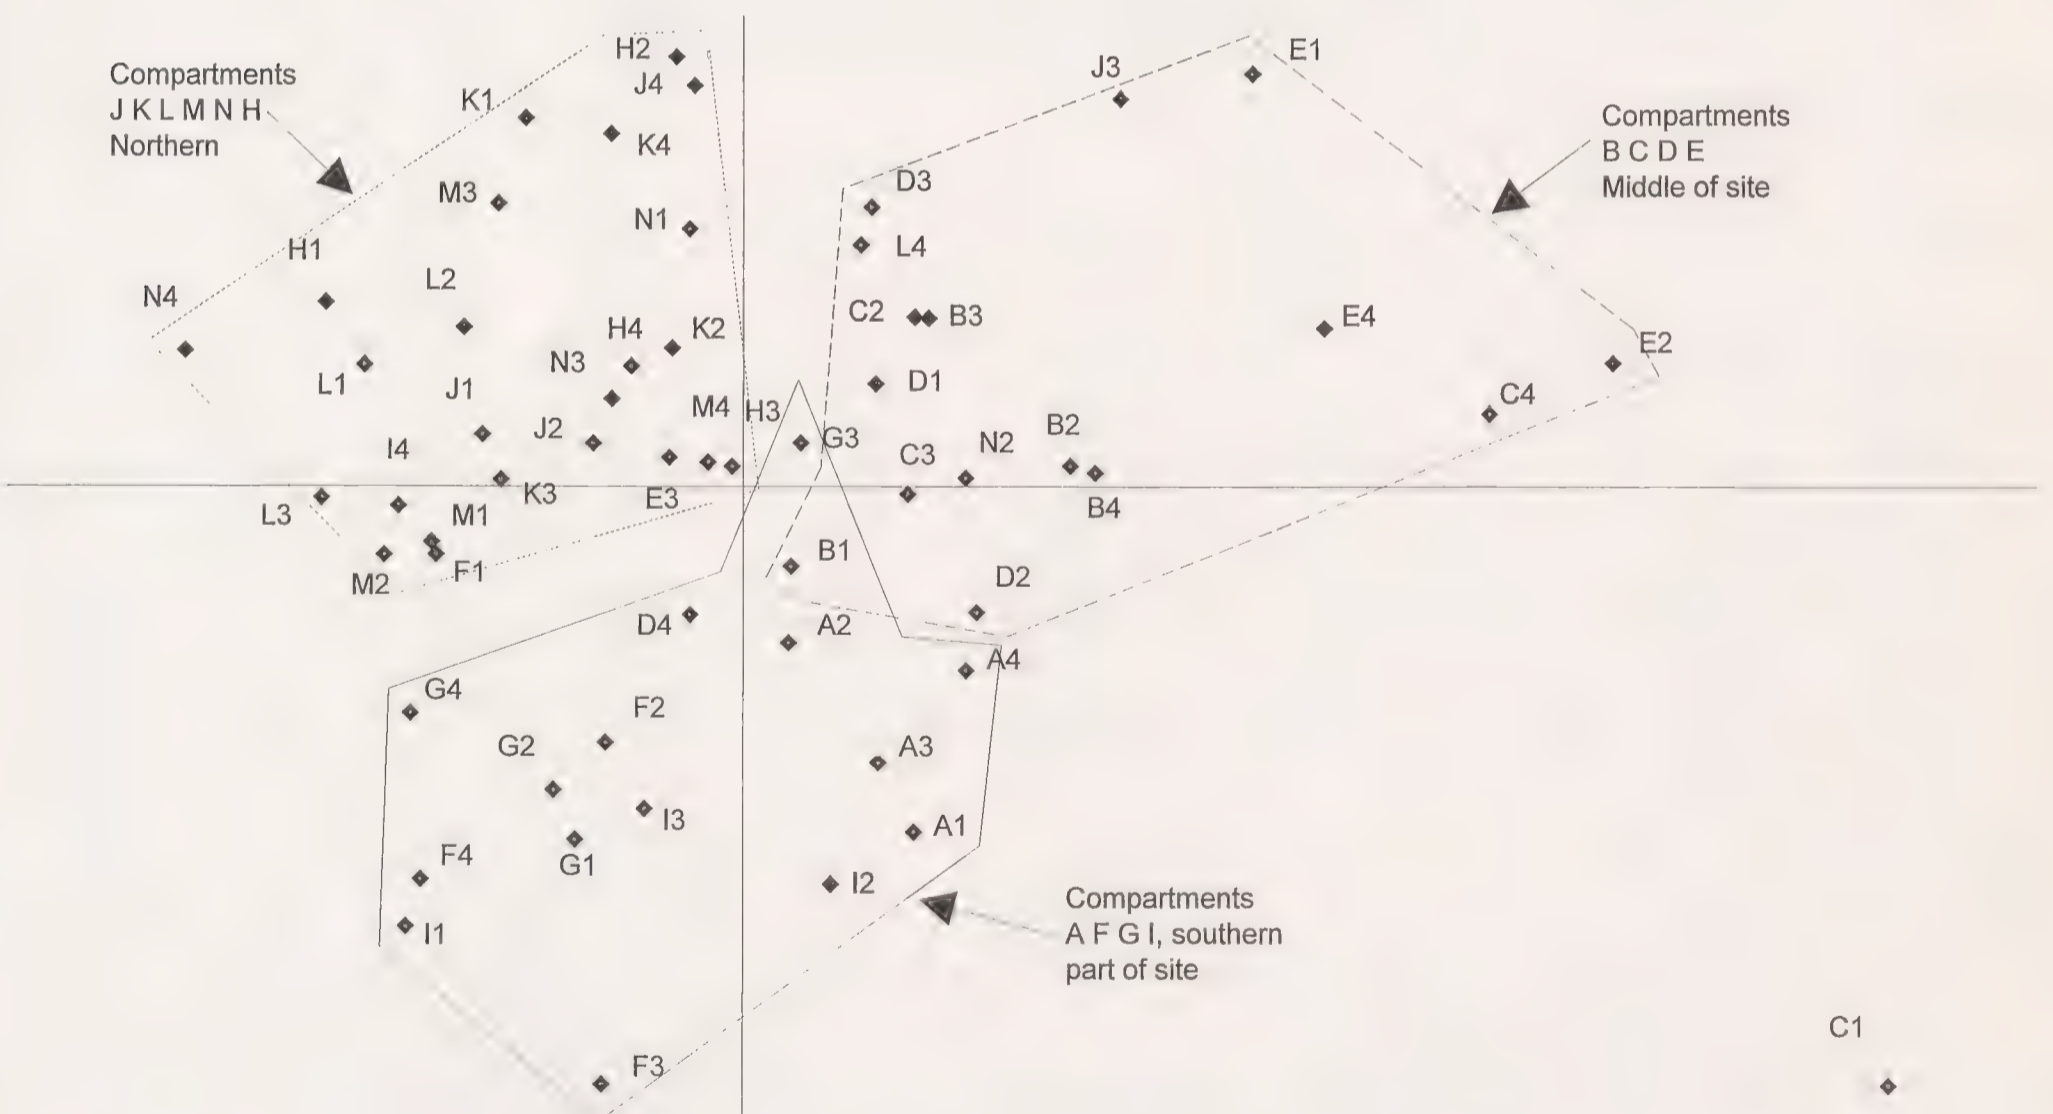 H2
E1
J3
Compartments
J K L M N H
Northern
J4
K1
Compartments
B C D E
Middle of site
K4
D3
M3
N1
H1
L4
L2
N4
C2
B3
E4
H4
K2
E2
N3
L1
J1
D1
C4
M4
H3
B2
J2
G3
I4
C3
N2
K3
E3
B4
L3
M1
B1
M2
F1
D2
D4
A2
A4
G4
F2
G2
A3
I3
A1
F4
G1
I2
Compartments
A F G I, southern
part of site
I1
C1
F3